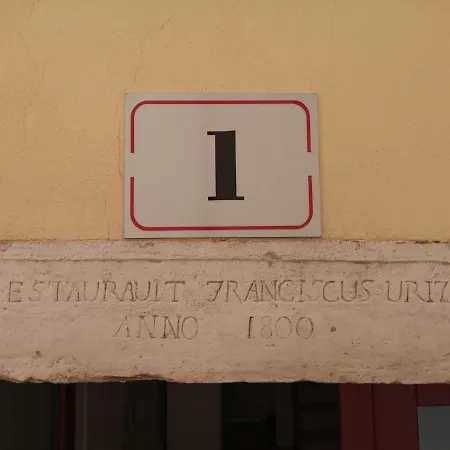 1
ESTAURAUIT FRANCISCUS URIZ
ANNO 1800